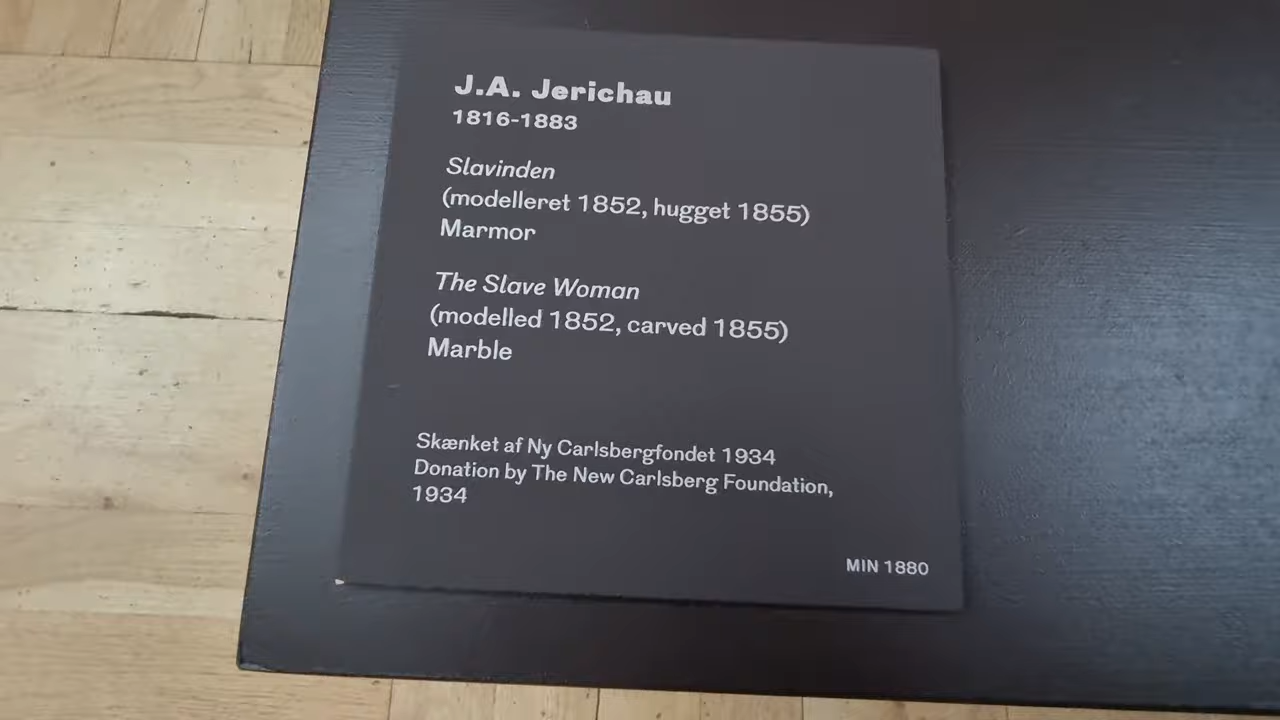 J.A. Jerichau
1816-1883
Slavinden
(modelleret 1852, hugget 1855)
Marmor
The Slave Woman
(modelled 1852, carved 1855)
Marble
Skænket af Ny Carlsbergfondet 1934
Donation by The New Carlsberg Foundation,
1934
MIN 1880